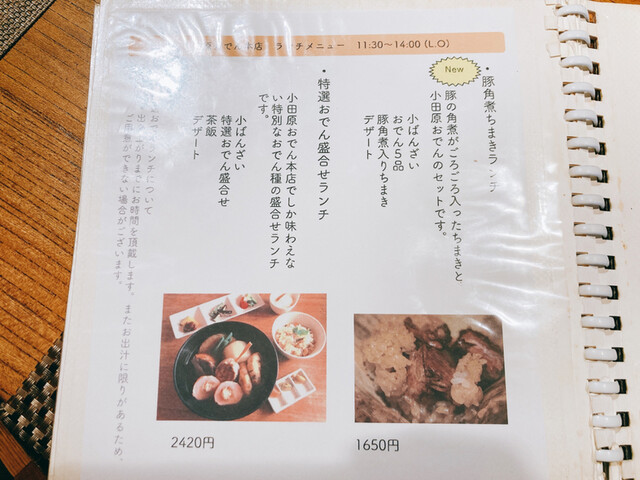 でん本店 ランチメニュー 11:30〜14:00 (L.O)
New
・豚角煮ちまきランチ
豚の角煮がごろごろ入ったちまきと
小田原おでんのセットです。
小ばんざい
おでん５品
豚角煮入りちまき
デザート
・特選おでん盛合せランチ
小田原おでん本店でしか味わえな
い特別なおでん種の盛合せランチ
です。
小ばんざい
特選おでん盛合せ
茶飯
デザート
ランチについて
出来上がりまでにお時間を頂戴します。またお出汁に限りがあるため、
ご用意ができない場合がございます。
2420円
1650円